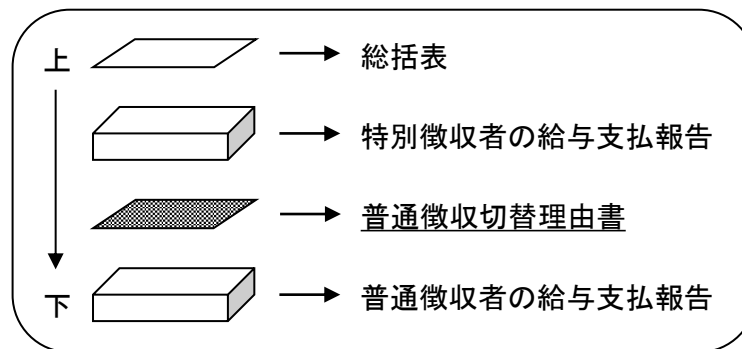 上 総括表
特別徴収者の給与支払報告
普通徴収切替理由書
下 普通徴収者の給与支払報告